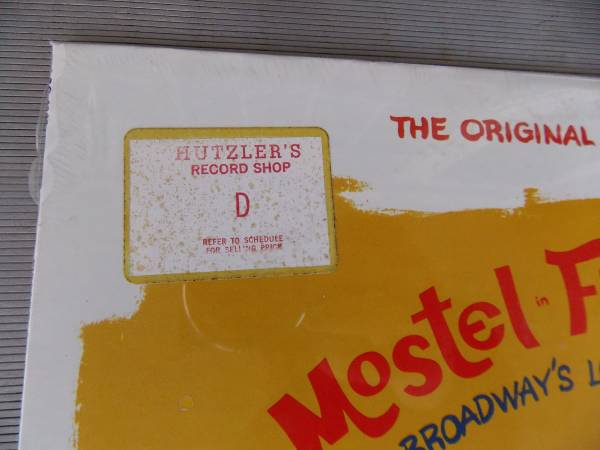 HUTZLER'S
RECORD SHOP
D
REFER TO SCHEDULE
FOR SELLING PRICE
THE ORIGINAL
Mostel in F
BROADWAY'S L